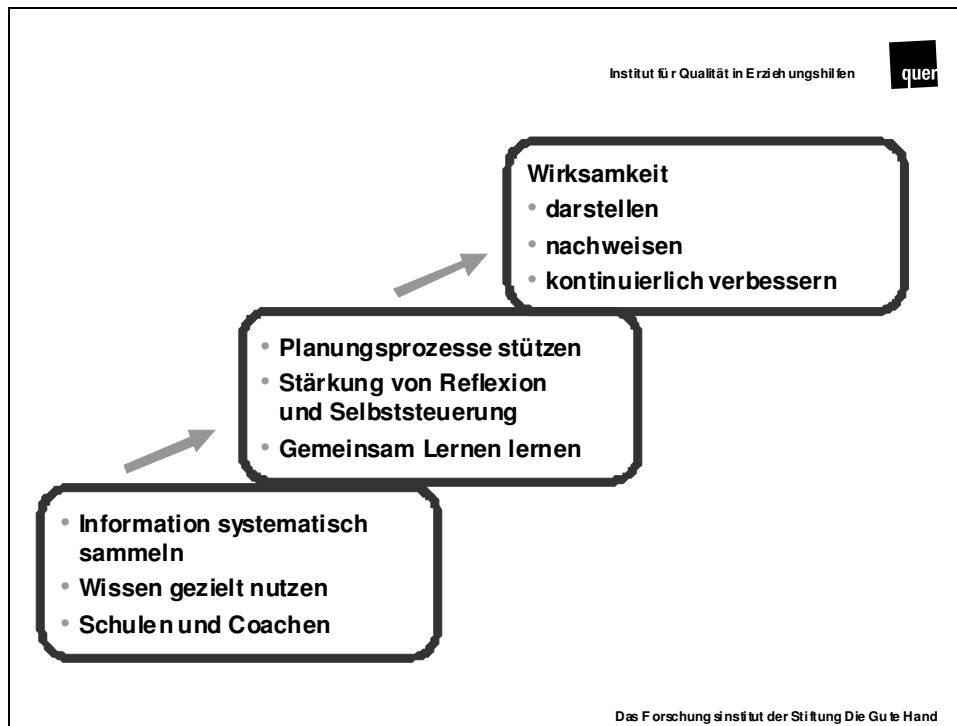 Institut für Qualität in Erziehungshilfen
quer
Wirksamkeit
• darstellen
• nachweisen
• kontinuierlich verbessern
• Planungsprozesse stützen
• Stärkung von Reflexion
und Selbststeuerung
• Gemeinsam Lernen lernen
• Information systematisch
sammeln
• Wissen gezielt nutzen
• Schulen und Coachen
Das Forschungsinstitut der Stiftung Die Gute Hand